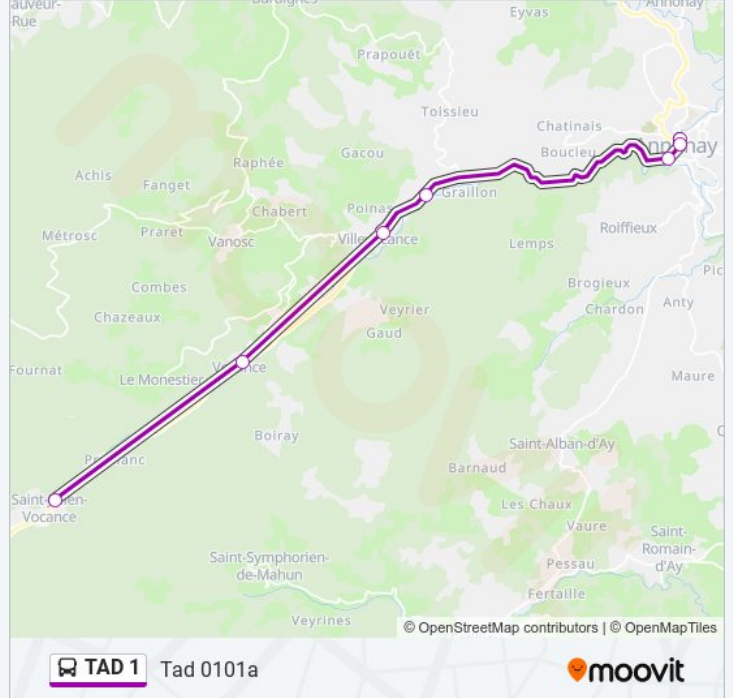 Eyvas
Annonay
Prapouët
Toissieu
Chatinais
Boucieu
Gacou
Raphée
Achis
Fanget
Graillon
Chabert
Poinas
Métrosc
Praret
Vanosc
Roiffieux
Lemps
Combes
Brogieux
Chardon
Anty
Veyrier
Chazeaux
Gaud
Fournat
Le Monestier
Maure
Boiray
Saint-Alban-d'Ay
Barnaud
Vocance
Les Chaux
Vaure
Saint-
Romain-
d'Ay
Saint-Symphorien-
de-Mahun
Pessau
Fertaille
Veyrines
© OpenStreetMap contributors | © OpenMapTiles
TAD 1 Tad 0101a
moovit